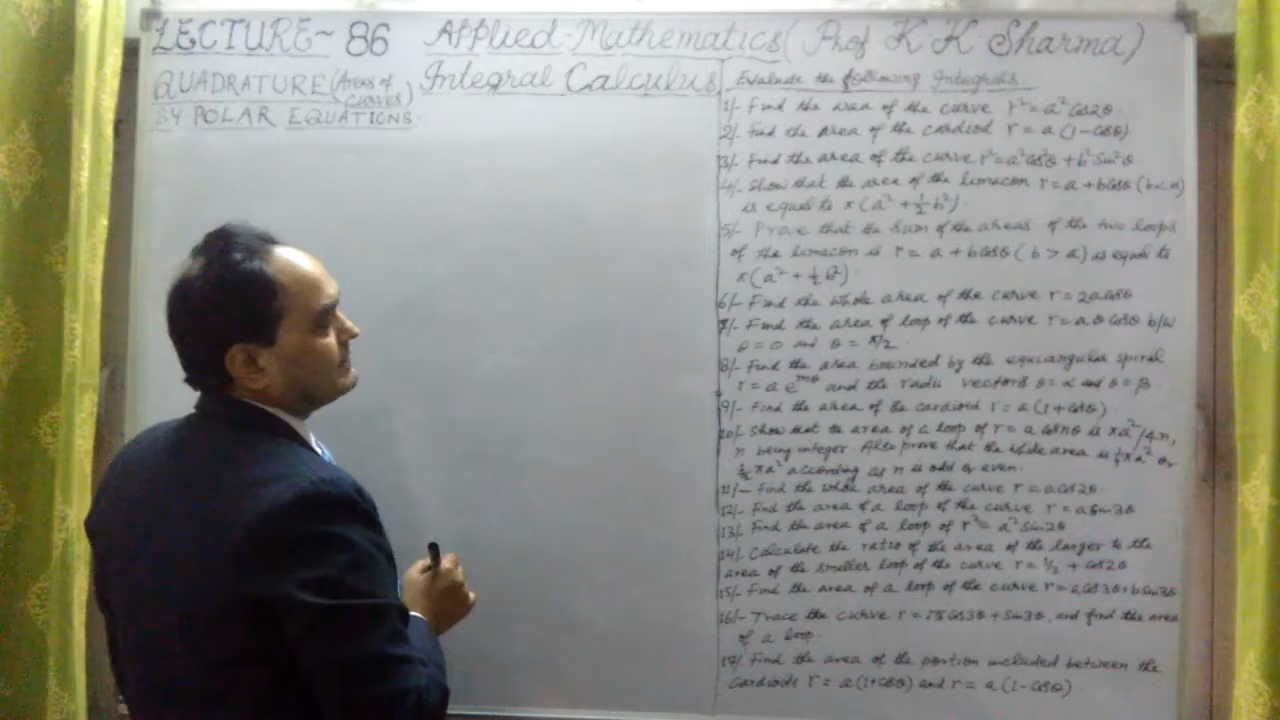 LECTURE- 86 Applied-Mathematics (Prof K K Sharma)
QUADRATURE (Areas of curves) Integral Calculus
BY POLAR EQUATIONS.
Evaluate the following Integrals
1/- Find the area of the curve r² = a² cos2θ
2/- Find the area of the cardiod r = a (1-cosθ)
3/- Find the area of the curve r² = a²cos²θ + b² sin²θ
4/- Show that the area of the limacon r = a + bcosθ (b<a)
is equal to π(a² + ½ b²)
5/- Prove that the sum of the areas of the two loops
of the limacon is r = a + bcosθ (b > a) is equal to
π(a² + ½ b²)
6/- Find the whole area of the curve r = 2acosθ
7/- Find the area of loop of the curve r = a θ cosθ b/w
θ = 0 and θ = π/2.
8/- Find the area bounded by the equiangular spiral
r = a e^mθ and the radii vectors θ = α and θ = β.
9/- Find the area of the cardioid r = a (1+cosθ)
10/- Show that the area of a loop of r = a cos nθ is πa²/4n,
n being integer. Also prove that the whole area is ¼πa² or
½ πa² according as n is odd or even.
11/- Find the whole area of the curve r = acos2θ
12/- Find the area of a loop of the curve r = a sin3θ
13/- Find the area of a loop of r² = a² sin2θ
14/- Calculate the ratio of the area of the larger to the
area of the smaller loop of the curve r = ½ + cos2θ
15/- Find the area of a loop of the curve r = a cos3θ + b sin3θ
16/- Trace the curve r = √3 cos3θ + sin3θ, and find the area
of a loop.
17/- Find the area of the portion included between the
cardiods r = a(1+cosθ) and r = a (1-cosθ)